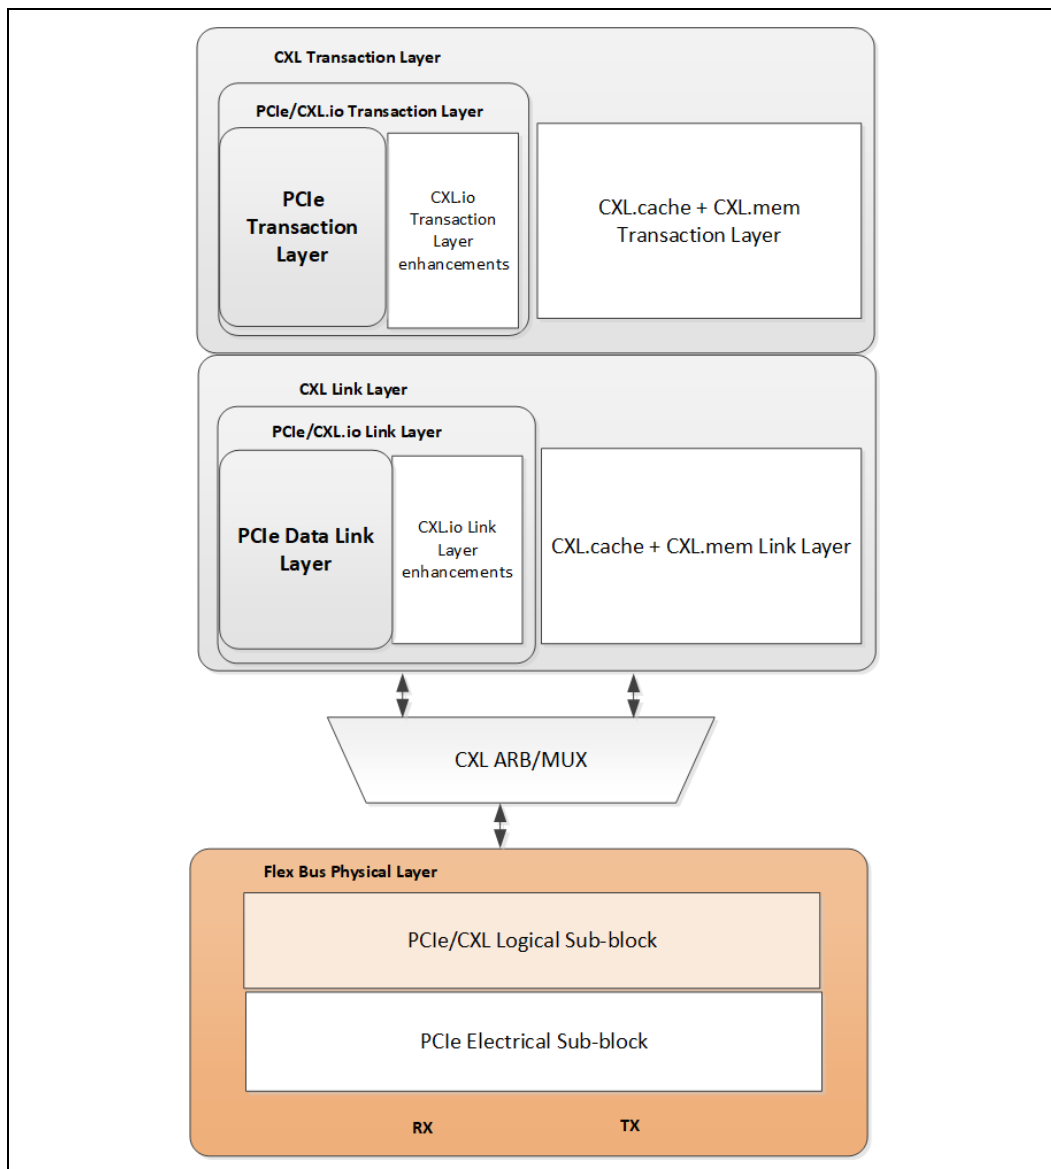 CXL Transaction Layer
PCIe/CXL.io Transaction Layer
PCIe
Transaction
Layer
CXL.io
Transaction
Layer
enhancements
CXL.cache + CXL.mem
Transaction Layer
CXL Link Layer
PCIe/CXL.io Link Layer
PCIe Data Link
Layer
CXL.io Link
Layer
enhancements
CXL.cache + CXL.mem Link Layer
CXL ARB/MUX
Flex Bus Physical Layer
PCIe/CXL Logical Sub-block
PCIe Electrical Sub-block
RX
TX